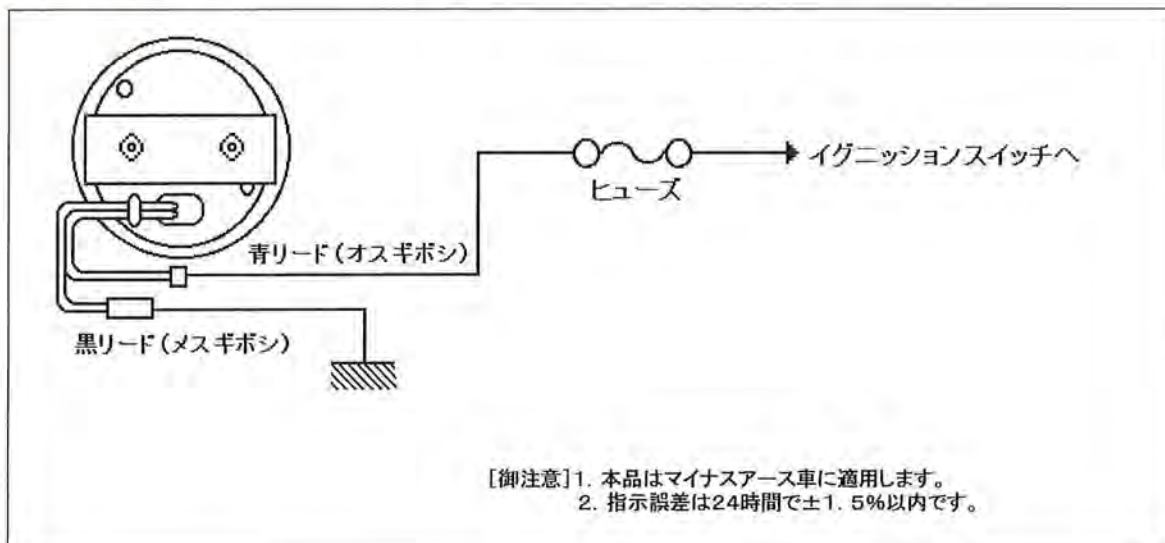 イグニッションスイッチへ
ヒューズ
青リード(オスギボシ)
黒リード(メスギボシ)
[御注意]1. 本品はマイナスアース車に適用します。
2. 指示誤差は24時間で±1. 5%以内です。